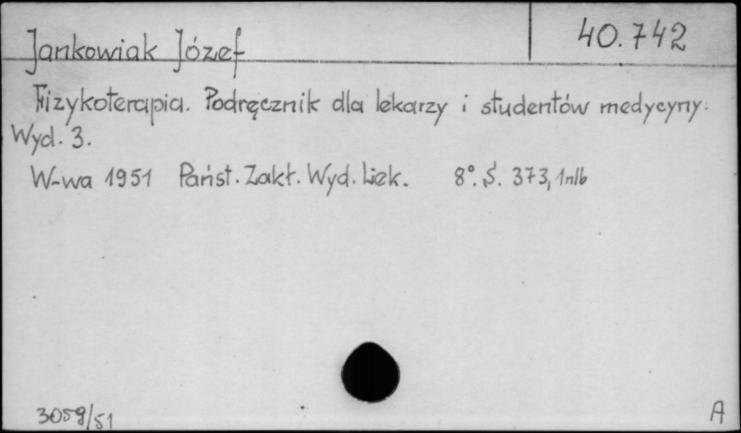 Jankowiak Józef 40.742
Fizykoterapia. Podręcznik dla lekarzy i studentów medycyny.
Wyd. 3.
W-wa 1951 Państ. Zakł. Wyd. Lek. 8°. S. 373, 1nlb
3059/51 A